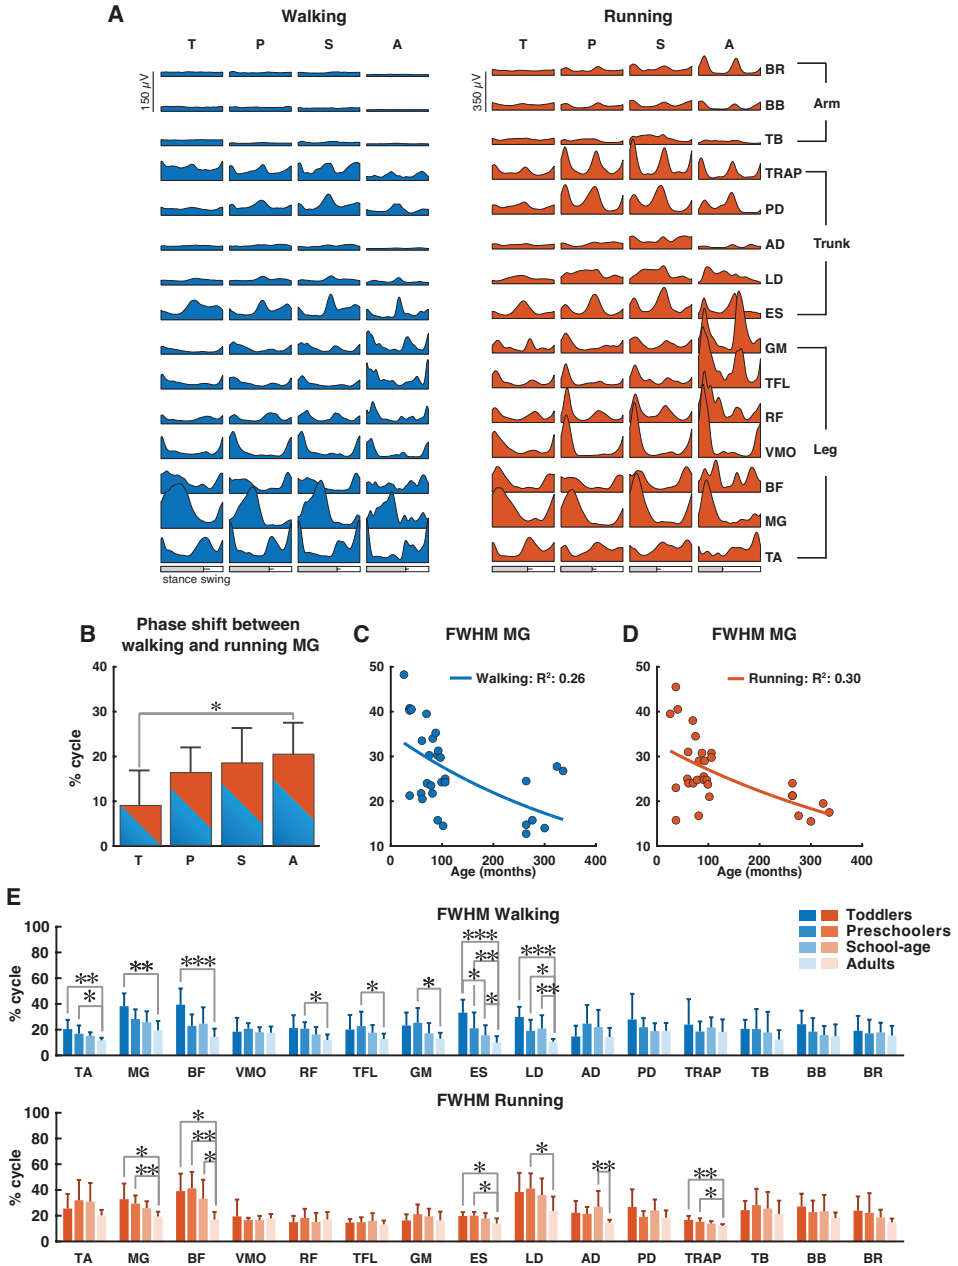 A
Walking
Running
T P S A T P S A
150 µV
350 µV
BR
BB
Arm
TB
TRAP
PD
AD
Trunk
LD
ES
GM
TFL
RF
VMO
Leg
BF
MG
TA
stance swing
B
Phase shift between
walking and running MG
% cycle
40
30
20
10
0
*
T P S A
C
FWHM MG
Walking: R²: 0.26
50
40
30
20
10
0 100 200 300 400
Age (months)
D
FWHM MG
Running: R²: 0.30
50
40
30
20
10
0 100 200 300 400
Age (months)
E
FWHM Walking
% cycle
100
80
60
40
20
0
** * ** *** * * * *** ** * * *** * **
TA MG BF VMO RF TFL GM ES LD AD PD TRAP TB BB BR
Toddlers
Preschoolers
School-age
Adults
FWHM Running
% cycle
100
80
60
40
20
0
* ** * ** * * * * ** ** *
TA MG BF VMO RF TFL GM ES LD AD PD TRAP TB BB BR